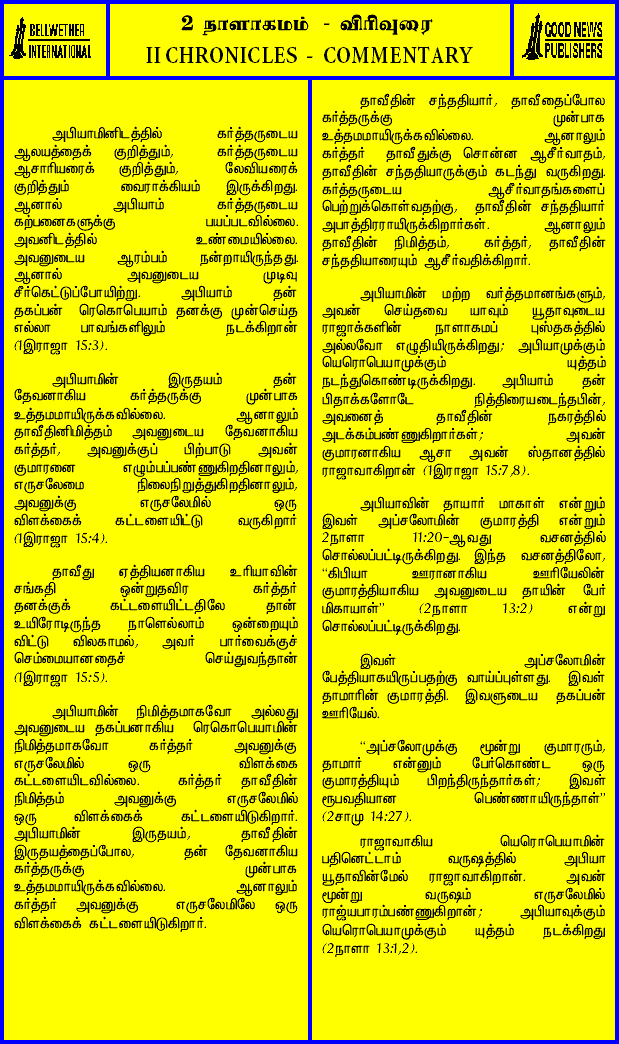 BELLWETHER
INTERNATIONAL
2 நாளாகமம் - விரிவுரை
II CHRONICLES - COMMENTARY
GOOD NEWS
PUBLISHERS
அபியாமினிடத்தில் கர்த்தருடைய
ஆலயத்தைக் குறித்தும், கர்த்தருடைய
ஆசாரியரைக் குறித்தும், லேவியரைக்
குறித்தும் வைராக்கியம் இருக்கிறது.
ஆனால் அபியாம் கர்த்தருடைய
கற்பனைகளுக்கு பயப்படவில்லை.
அவனிடத்தில் உண்மையில்லை.
அவனுடைய ஆரம்பம் நன்றாயிருந்தது.
ஆனால் அவனுடைய முடிவு
சீர்கெட்டுப்போயிற்று. அபியாம் தன்
தகப்பன் ரெகொபெயாம் தனக்கு முன்செய்த
எல்லா பாவங்களிலும் நடக்கிறான்
(1இராஜா 15:3).
அபியாமின் இருதயம் தன்
தேவனாகிய கர்த்தருக்கு முன்பாக
உத்தமமாயிருக்கவில்லை. ஆனாலும்
தாவீதினிமித்தம் அவனுடைய தேவனாகிய
கர்த்தர், அவனுக்குப் பிற்பாடு அவன்
குமாரனை எழும்பப்பண்ணுகிறதினாலும்,
எருசலேமை நிலைநிறுத்துகிறதினாலும்,
அவனுக்கு எருசலேமில் ஒரு
விளக்கைக் கட்டளையிட்டு வருகிறார்
(1இராஜா 15:4).
தாவீது ஏத்தியனாகிய உரியாவின்
சங்கதி ஒன்றுதவிர கர்த்தர்
தனக்குக் கட்டளையிட்டதிலே தான்
உயிரோடிருந்த நாளெல்லாம் ஒன்றையும்
விட்டு விலகாமல், அவர் பார்வைக்குச்
செம்மையானதைச் செய்துவந்தான்
(1இராஜா 15:5).
அபியாமின் நிமித்தமாகவோ அல்லது
அவனுடைய தகப்பனாகிய ரெகொபெயாமின்
நிமித்தமாகவோ கர்த்தர் அவனுக்கு
எருசலேமில் ஒரு விளக்கை
கட்டளையிடவில்லை. கர்த்தர் தாவீதின்
நிமித்தம் அவனுக்கு எருசலேமில்
ஒரு விளக்கைக் கட்டளையிடுகிறார்.
அபியாமின் இருதயம், தாவீதின்
இருதயத்தைப்போல, தன் தேவனாகிய
கர்த்தருக்கு முன்பாக
உத்தமமாயிருக்கவில்லை. ஆனாலும்
கர்த்தர் அவனுக்கு எருசலேமிலே ஒரு
விளக்கைக் கட்டளையிடுகிறார்.
தாவீதின் சந்ததியார், தாவீதைப்போல
கர்த்தருக்கு முன்பாக
உத்தமமாயிருக்கவில்லை. ஆனாலும்
கர்த்தர் தாவீதுக்கு சொன்ன ஆசீர்வாதம்,
தாவீதின் சந்ததியாருக்கும் கடந்து வருகிறது.
கர்த்தருடைய ஆசீர்வாதங்களைப்
பெற்றுக்கொள்வதற்கு, தாவீதின் சந்ததியார்
அபாத்திரராயிருக்கிறார்கள். ஆனாலும்
தாவீதின் நிமித்தம், கர்த்தர், தாவீதின்
சந்ததியாரையும் ஆசீர்வதிக்கிறார்.
அபியாமின் மற்ற வர்த்தமானங்களும்,
அவன் செய்தவை யாவும் யூதாவுடைய
ராஜாக்களின் நாளாகமப் புஸ்தகத்தில்
அல்லவோ எழுதியிருக்கிறது; அபியாமுக்கும்
யெரொபெயாமுக்கும் யுத்தம்
நடந்துகொண்டிருக்கிறது. அபியாம் தன்
பிதாக்களோடே நித்திரையடைந்தபின்,
அவனைத் தாவீதின் நகரத்தில்
அடக்கம்பண்ணுகிறார்கள்; அவன்
குமாரனாகிய ஆசா அவன் ஸ்தானத்தில்
ராஜாவாகிறான் (1இராஜா 15:7,8).
அபியாவின் தாயார் மாகாள் என்றும்
இவள் அப்சலோமின் குமாரத்தி என்றும்
2நாளா 11:20-ஆவது வசனத்தில்
சொல்லப்பட்டிருக்கிறது. இந்த வசனத்திலோ,
“கிபியா ஊரானாகிய ஊரியேலின்
குமாரத்தியாகிய அவனுடைய தாயின் பேர்
மிகாயாள்” (2நாளா 13:2) என்று
சொல்லப்பட்டிருக்கிறது.
இவள் அப்சலோமின்
பேத்தியாகயிருப்பதற்கு வாய்ப்புள்ளது. இவள்
தாமாரின் குமாரத்தி. இவளுடைய தகப்பன்
ஊரியேல்.
“அப்சலோமுக்கு மூன்று குமாரரும்,
தாமார் என்னும் பேர்கொண்ட ஒரு
குமாரத்தியும் பிறந்திருந்தார்கள்; இவள்
ரூபவதியான பெண்ணாயிருந்தாள்”
(2சாமு 14:27).
ராஜாவாகிய யெரொபெயாமின்
பதினெட்டாம் வருஷத்தில் அபியா
யூதாவின்மேல் ராஜாவாகிறான். அவன்
மூன்று வருஷம் எருசலேமில்
ராஜ்யபாரம்பண்ணுகிறான்; அபியாவுக்கும்
யெரொபெயாமுக்கும் யுத்தம் நடக்கிறது
(2நாளா 13:1,2).